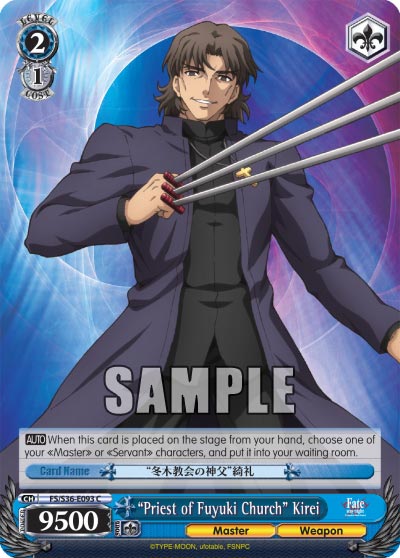 LEVEL
2
1
COST
SAMPLE
AUTO When this card is placed on the stage from your hand, choose one of
your «Master» or «Servant» characters, and put it into your waiting room.
Card Name “冬木教会の神父”綺礼
CH FS/S36-E093 C
“Priest of Fuyuki Church” Kirei
POWER 9500 SOUL
Master Weapon
Fate
©TYPE-MOON, ufotable, FSNPC